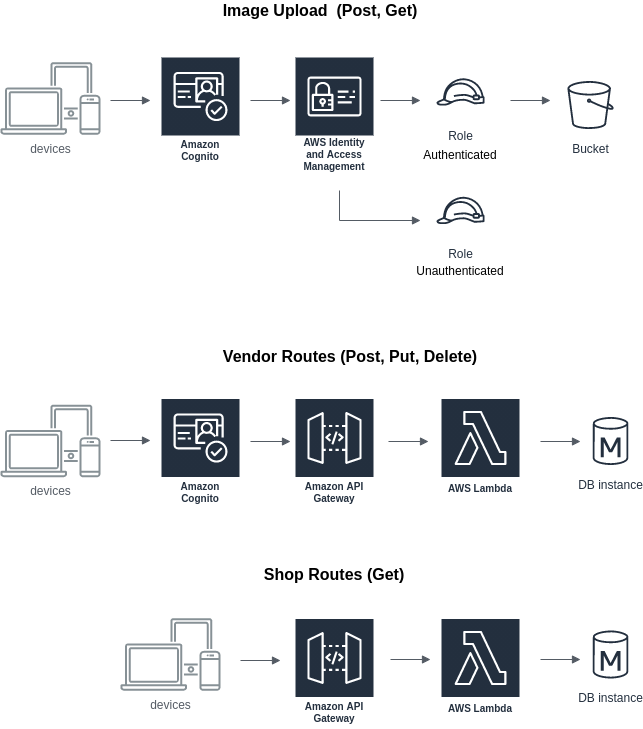 Image Upload  (Post, Get)
devices
Amazon
Cognito
AWS Identity
and Access
Management
Role
Authenticated
Bucket
Role
Unauthenticated
Vendor Routes (Post, Put, Delete)
devices
Amazon
Cognito
Amazon API
Gateway
AWS Lambda
M
DB instance
Shop Routes (Get)
devices
Amazon API
Gateway
AWS Lambda
M
DB instance